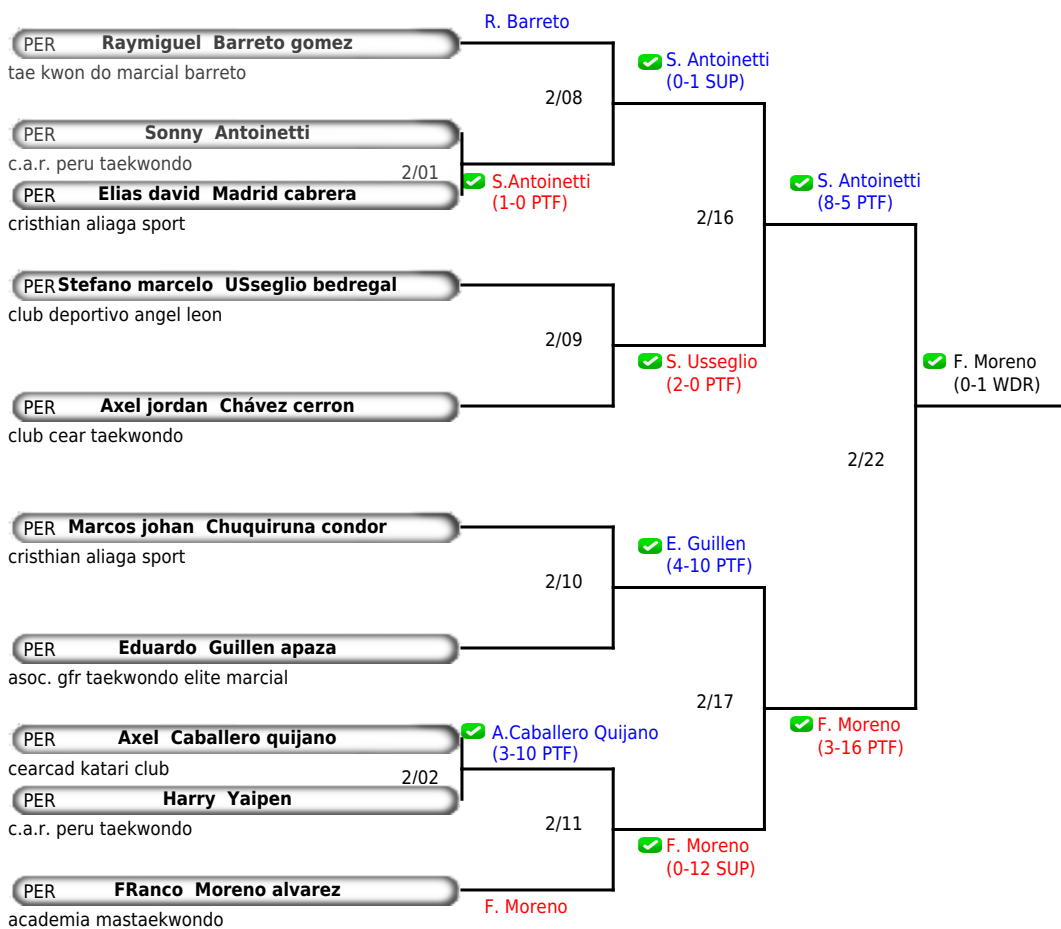 R. Barreto
PER Raymiguel Barreto gomez
tae kwon do marcial barreto
S. Antoinetti
(0-1 SUP)
2/08
PER Sonny Antoinetti
c.a.r. peru taekwondo
2/01
S.Antoinetti
(1-0 PTF)
PER Elias david Madrid cabrera
cristhian aliaga sport
S. Antoinetti
(8-5 PTF)
2/16
PER Stefano marcelo USseglio bedregal
club deportivo angel leon
2/09
S. Usseglio
(2-0 PTF)
F. Moreno
(0-1 WDR)
PER Axel jordan Chávez cerron
club cear taekwondo
2/22
PER Marcos johan Chuquiruna condor
cristhian aliaga sport
E. Guillen
(4-10 PTF)
2/10
PER Eduardo Guillen apaza
asoc. gfr taekwondo elite marcial
2/17
F. Moreno
(3-16 PTF)
PER Axel Caballero quijano
cearcad katari club
A.Caballero Quijano
(3-10 PTF)
2/02
PER Harry Yaipen
c.a.r. peru taekwondo
2/11
F. Moreno
(0-12 SUP)
PER FRanco Moreno alvarez
academia mastaekwondo
F. Moreno